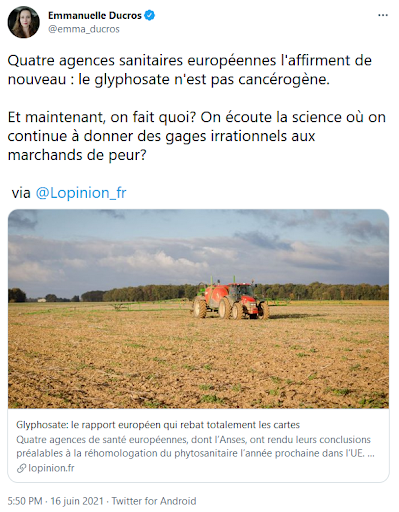 Emmanuelle Ducros
@emma_ducros
Quatre agences sanitaires européennes l'affirment de
nouveau : le glyphosate n'est pas cancérogène.
Et maintenant, on fait quoi? On écoute la science où on
continue à donner des gages irrationnels aux
marchands de peur?
via @Lopinion_fr
Glyphosate: le rapport européen qui rebat totalement les cartes
Quatre agences de santé européennes, dont l'Anses, ont rendu leurs conclusions
préalables à la réhomologation du phytosanitaire l'année prochaine dans l'UE. ...
lopinion.fr
5:50 PM · 16 juin 2021 · Twitter for Android